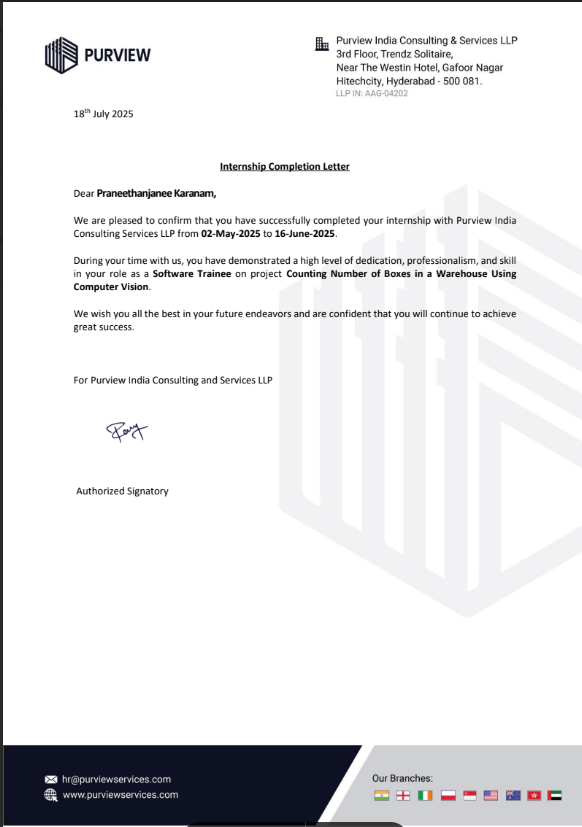 PURVIEW
Purview India Consulting & Services LLP
3rd Floor, Trendz Solitaire,
Near The Westin Hotel, Gafoor Nagar
Hitechcity, Hyderabad - 500 081.
LLP IN: AAG-04202
18th July 2025
Internship Completion Letter
Dear Praneethanjanee Karanam,
We are pleased to confirm that you have successfully completed your internship with Purview India
Consulting Services LLP from 02-May-2025 to 16-June-2025.
During your time with us, you have demonstrated a high level of dedication, professionalism, and skill
in your role as a Software Trainee on project Counting Number of Boxes in a Warehouse Using
Computer Vision.
We wish you all the best in your future endeavors and are confident that you will continue to achieve
great success.
For Purview India Consulting and Services LLP
Authorized Signatory
hr@purviewservices.com
www.purviewservices.com
Our Branches: